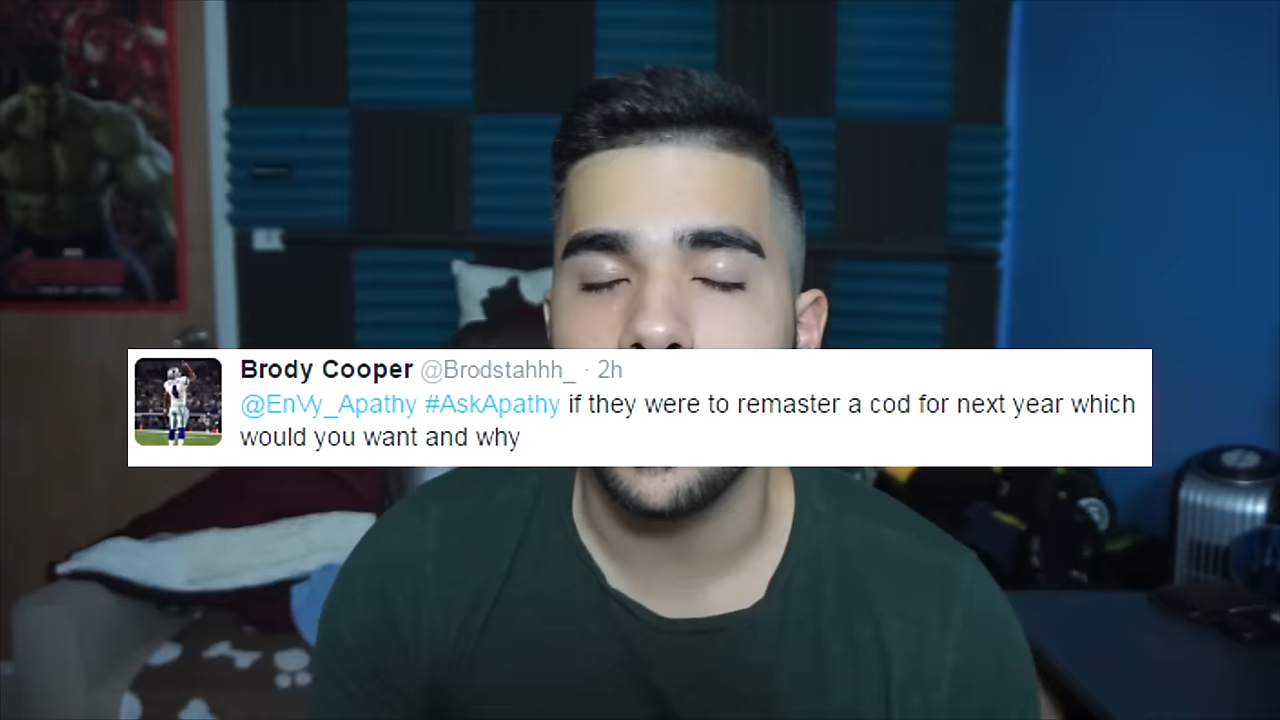 Brody Cooper @Brodstahhh_ · 2h
@EnVy_Apathy #AskApathy if they were to remaster a cod for next year which
would you want and why